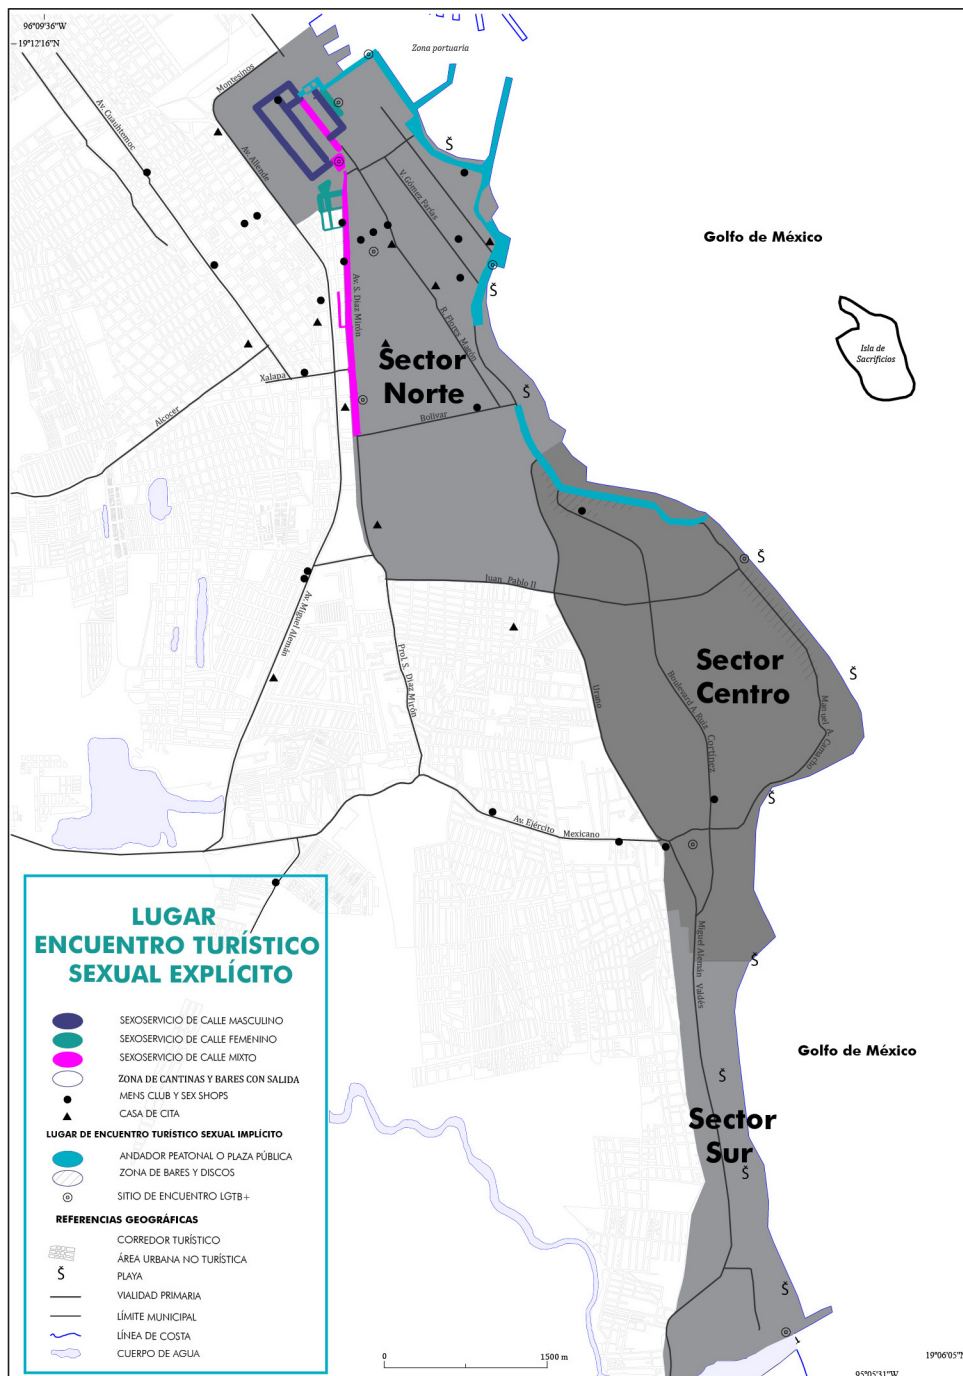 96°09'36"W
19°12'16"N
Zona portuaria
Montesinos
Av. Cuauhtemoc
Av. Allende
Š
V. Gómez Farías
Golfo de México
Av. S. Díaz Mirón
Š
R. Flores Magón
Isla de
Sacrificios
Sector
Norte
Xalapa
Š
Alcocer
Bolívar
Š
Juan Pablo II
Av. Miguel Alemán
Prol. S. Díaz Mirón
Urano
Sector
Centro
Š
Boulevard A. Ruiz Cortínez
Manuel A. Camacho
Š
Av. Ejército Mexicano
Miguel Alemán Valdés
Š
Golfo de México
Š
Sector
Sur
Š
Š
1
19°06'05"N
95°05'31"W
0
1500 m
LUGAR
ENCUENTRO TURÍSTICO
SEXUAL EXPLÍCITO
SEXOSERVICIO DE CALLE MASCULINO
SEXOSERVICIO DE CALLE FEMENINO
SEXOSERVICIO DE CALLE MIXTO
ZONA DE CANTINAS Y BARES CON SALIDA
MENS CLUB Y SEX SHOPS
CASA DE CITA
LUGAR DE ENCUENTRO TURÍSTICO SEXUAL IMPLÍCITO
ANDADOR PEATONAL O PLAZA PÚBLICA
ZONA DE BARES Y DISCOS
SITIO DE ENCUENTRO LGTB+
REFERENCIAS GEOGRÁFICAS
CORREDOR TURÍSTICO
ÁREA URBANA NO TURÍSTICA
Š PLAYA
VIALIDAD PRIMARIA
LÍMITE MUNICIPAL
LÍNEA DE COSTA
CUERPO DE AGUA